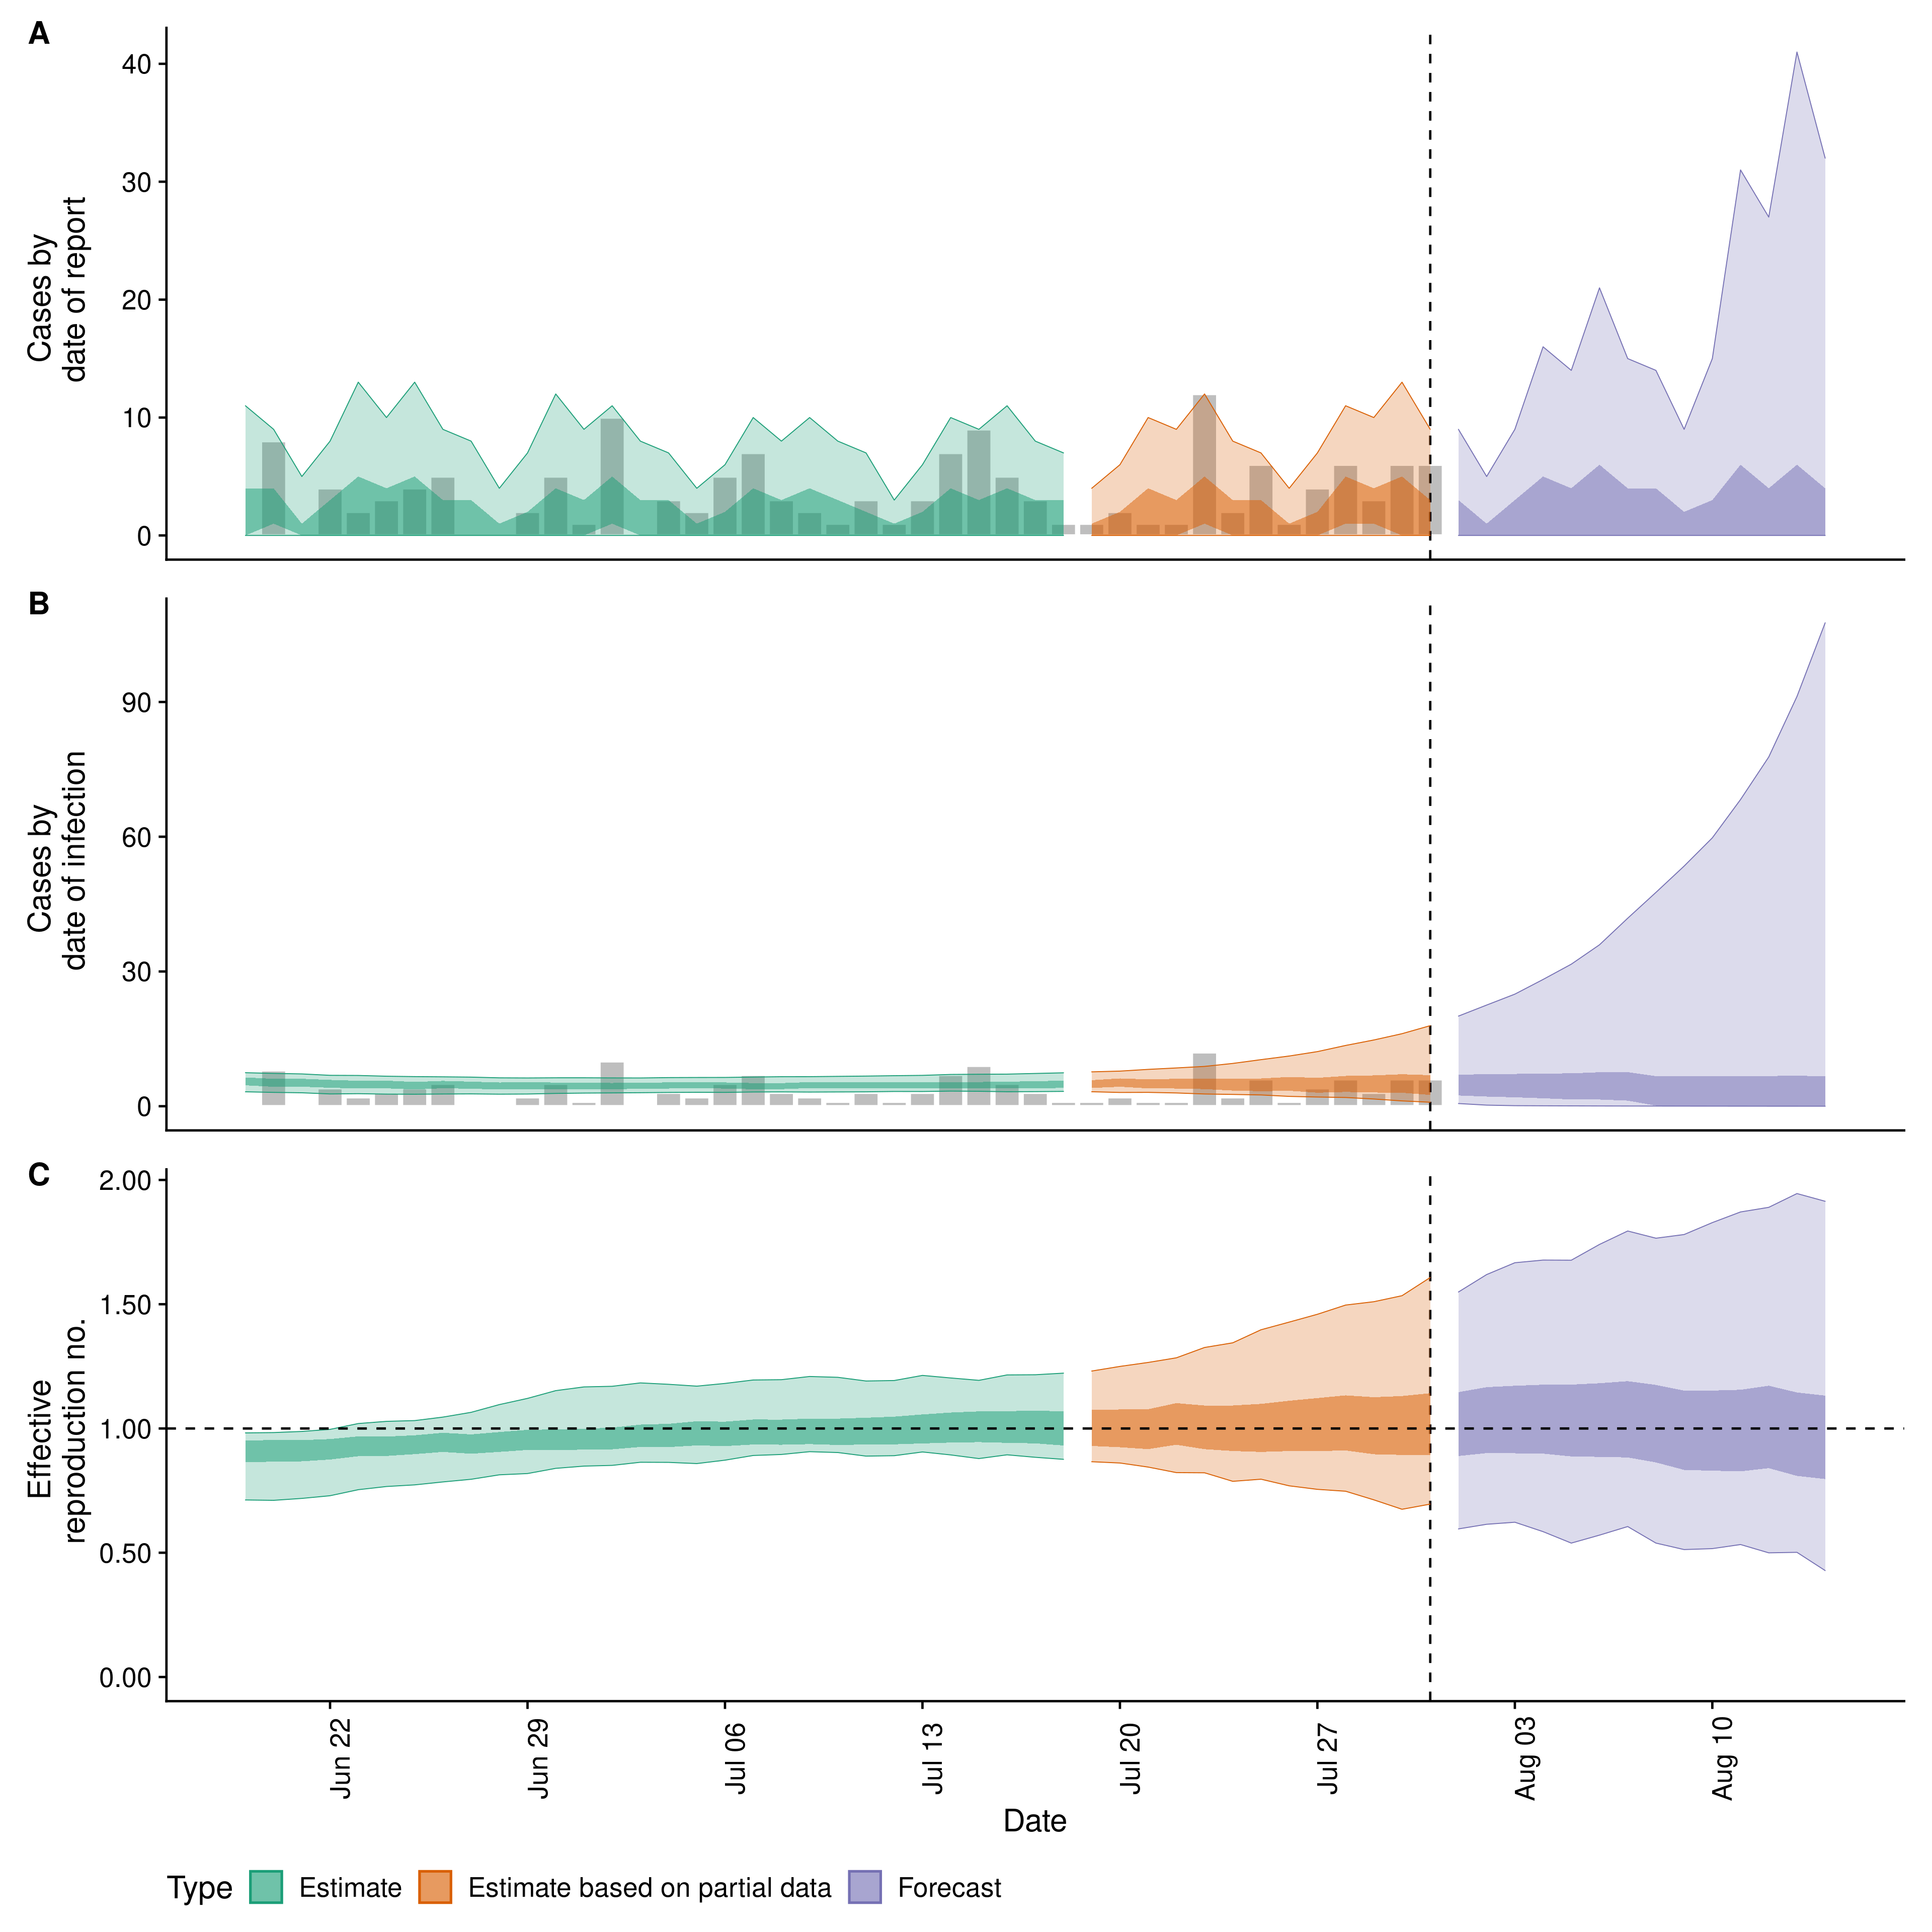 A
Cases by
date of report
40
30
20
10
0
B
Cases by
date of infection
90
60
30
0
C
Effective
reproduction no.
2.00
1.50
1.00
0.50
0.00
Jun 22
Jun 29
Jul 06
Jul 13
Jul 20
Jul 27
Aug 03
Aug 10
Date
Type Estimate Estimate based on partial data Forecast